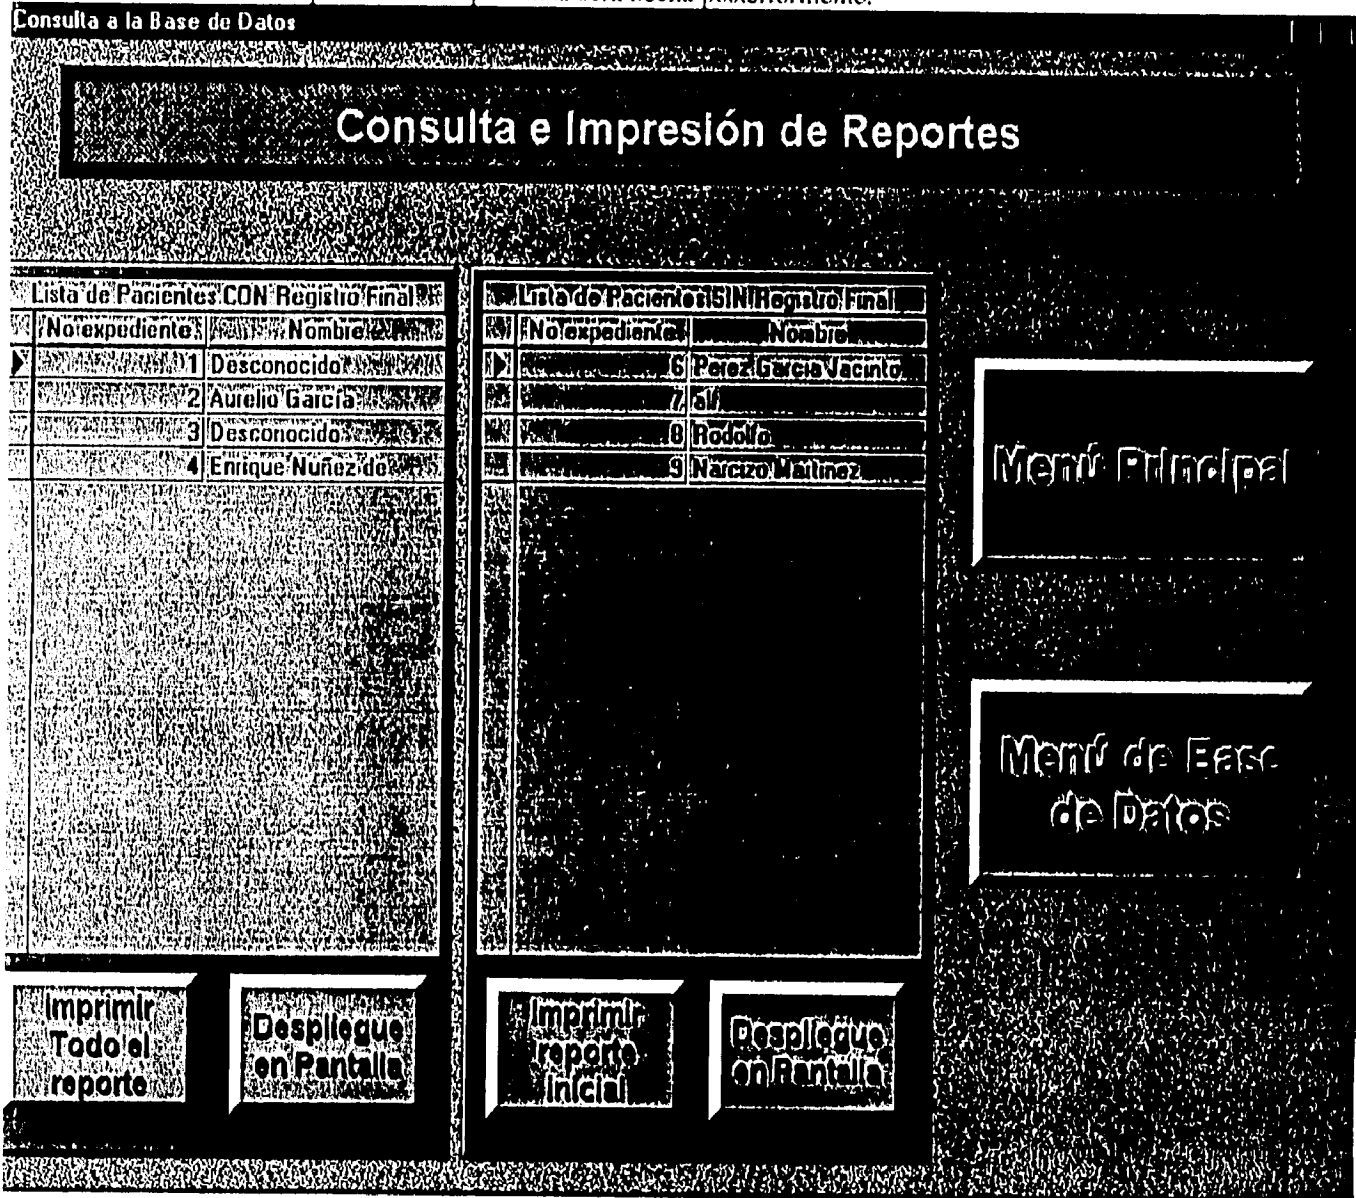 Consulta a la Base de Datos
Consulta e Impresión de Reportes
Lista de Pacientes CON Registro Final
No expediente Nombre
1 Desconocido
2 Aurelio García
3 Desconocido
4 Enrique Nuñez de
Lista de Pacientes SIN Registro Final
No expediente Nombre
6 Perez Garcia Jacinto
7
8 Rodolfo
9 Narcizo Martinez
Menú Principal
Menú de Base
de Datos
Imprimir
Todo el
reporte
Despliegue
en Pantalla
Imprimir
reporte
inicial
Despliegue
en Pantalla